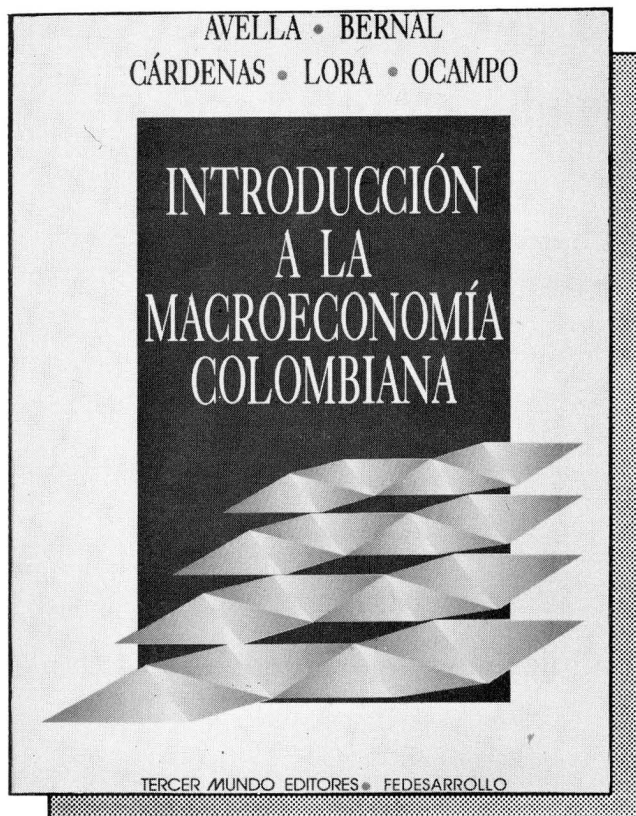 AVELLA • BERNAL
CÁRDENAS • LORA • OCAMPO
INTRODUCCIÓN
A LA
MACROECONOMÍA
COLOMBIANA
TERCER MUNDO EDITORES • FEDESARROLLO